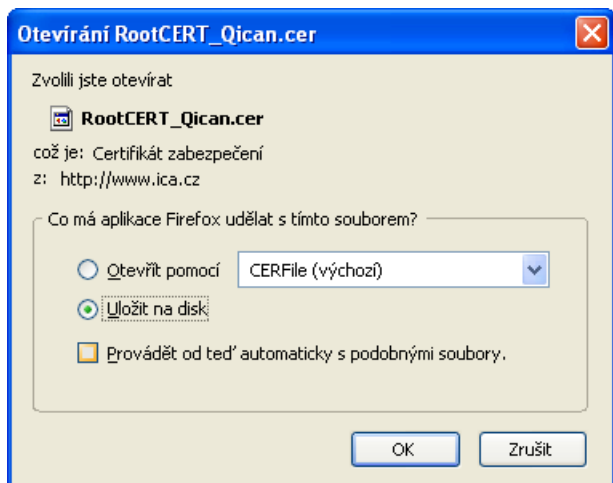 Otevírání RootCERT_Qican.cer
Zvolili jste otevírat
RootCERT_Qican.cer
což je: Certifikát zabezpečení
z: http://www.ica.cz
Co má aplikace Firefox udělat s tímto souborem?
Otevřít pomocí CERFile (výchozí)
Uložit na disk
Provádět od teď automaticky s podobnými soubory.
OK Zrušit